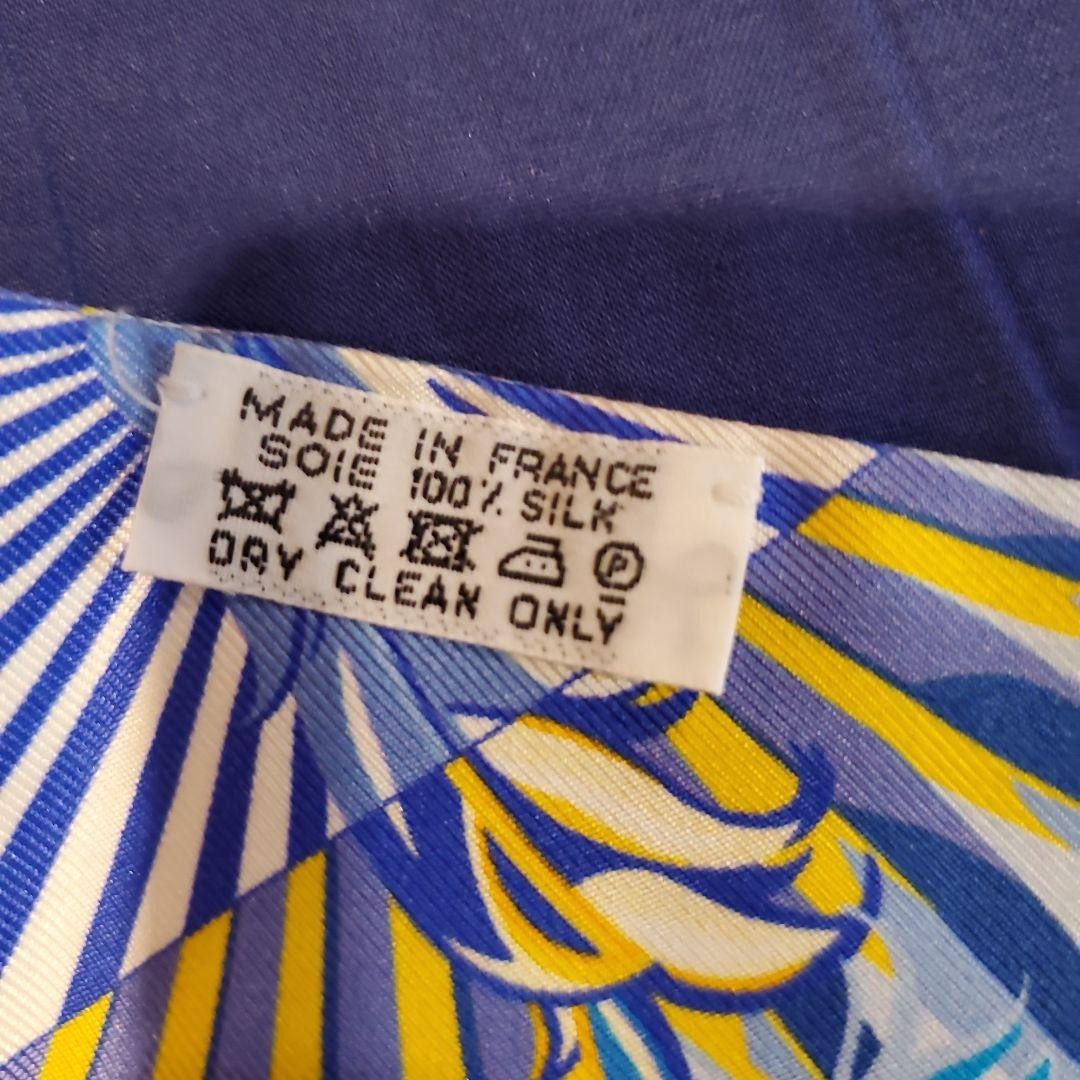 MADE IN FRANCE
SOIE 100% SILK
P
DRY CLEAN ONLY